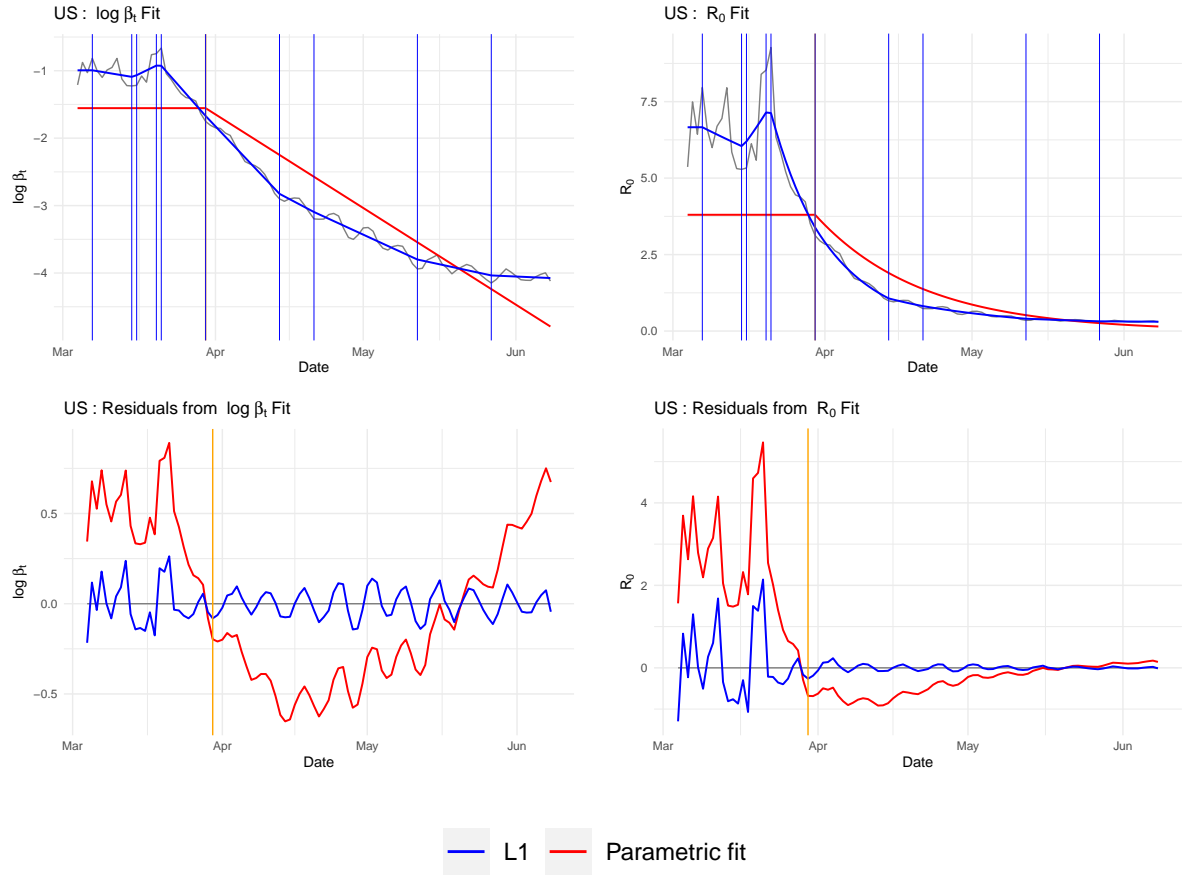 US : log βt Fit
−1
−2
−3
−4
log βt
Mar
Apr
May
Jun
Date
US : R0 Fit
7.5
5.0
2.5
0.0
R0
Mar
Apr
May
Jun
Date
US : Residuals from log βt Fit
0.5
0.0
−0.5
log βt
Mar
Apr
May
Jun
Date
US : Residuals from R0 Fit
4
2
0
R0
Mar
Apr
May
Jun
Date
L1 Parametric fit